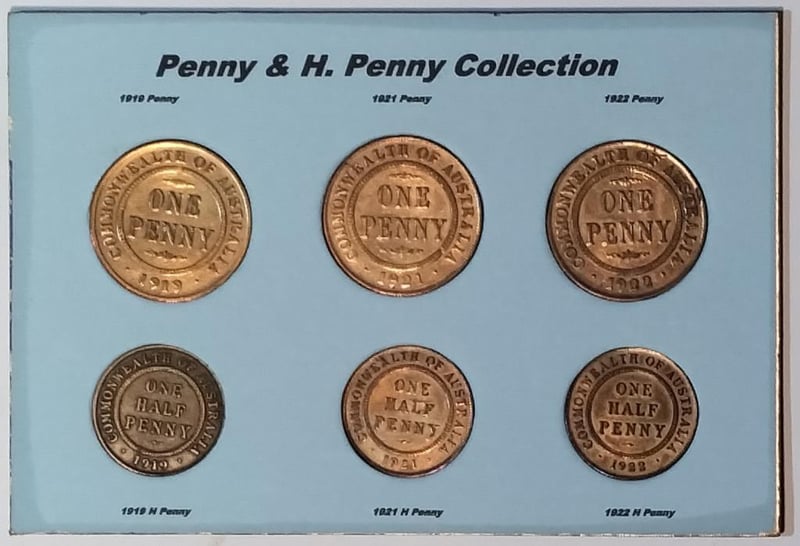 Penny & H. Penny Collection
1919 Penny
1921 Penny
1922 Penny
COMMONWEALTH OF AUSTRALIA
ONE
PENNY
· 1919 ·
COMMONWEALTH OF AUSTRALIA
ONE
PENNY
· 1921 ·
COMMONWEALTH OF AUSTRALIA
ONE
PENNY
· 1922 ·
COMMONWEALTH OF AUSTRALIA
ONE
HALF
PENNY
· 1919 ·
COMMONWEALTH OF AUSTRALIA
ONE
HALF
PENNY
· 1921 ·
COMMONWEALTH OF AUSTRALIA
ONE
HALF
PENNY
· 1922 ·
1919 H Penny
1921 H Penny
1922 H Penny